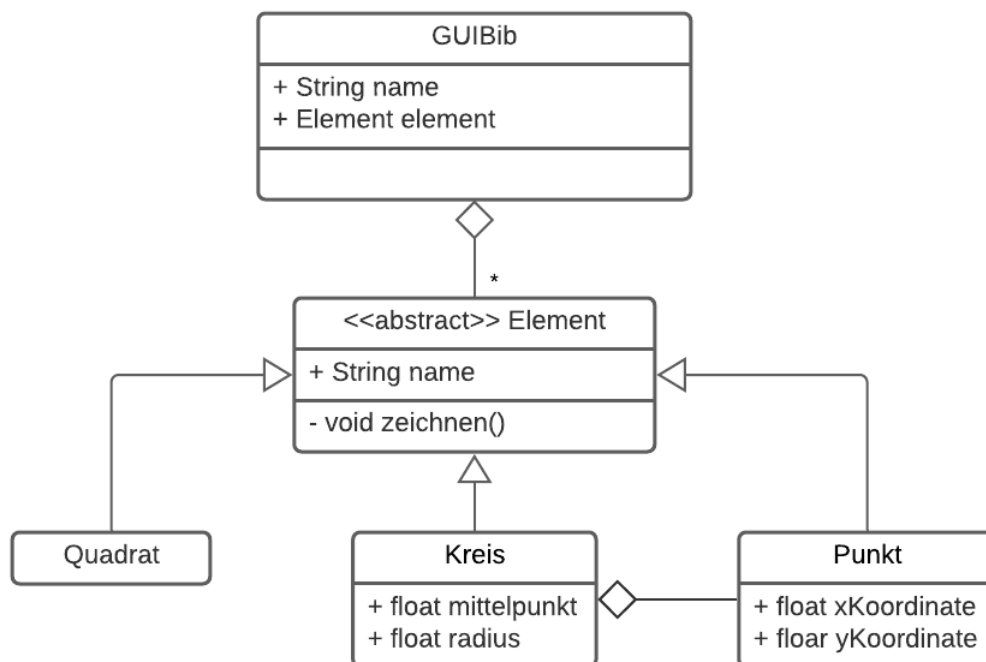 GUIBib
+ String name
+ Element element
*
<<abstract>> Element
+ String name
- void zeichnen()
Quadrat
Kreis
+ float mittelpunkt
+ float radius
Punkt
+ float xKoordinate
+ floar yKoordinate